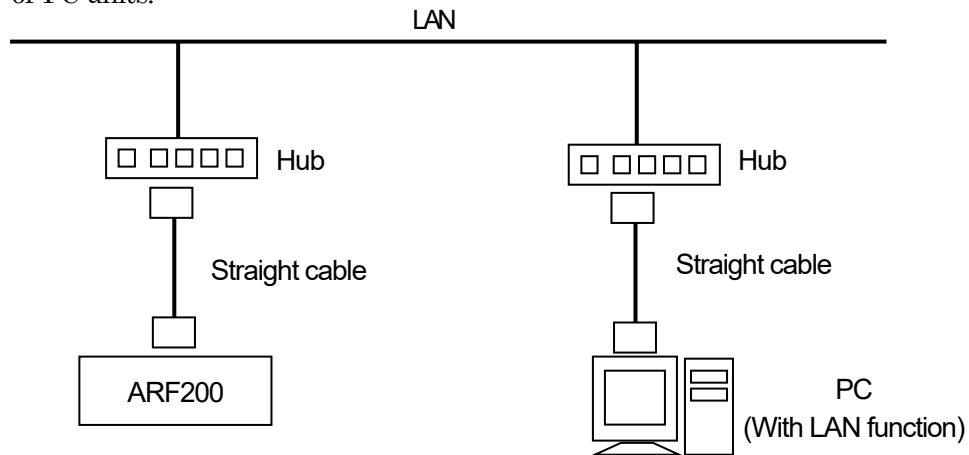 of PC units.
LAN
Hub
Hub
Straight cable
Straight cable
ARF200
PC
(With LAN function)